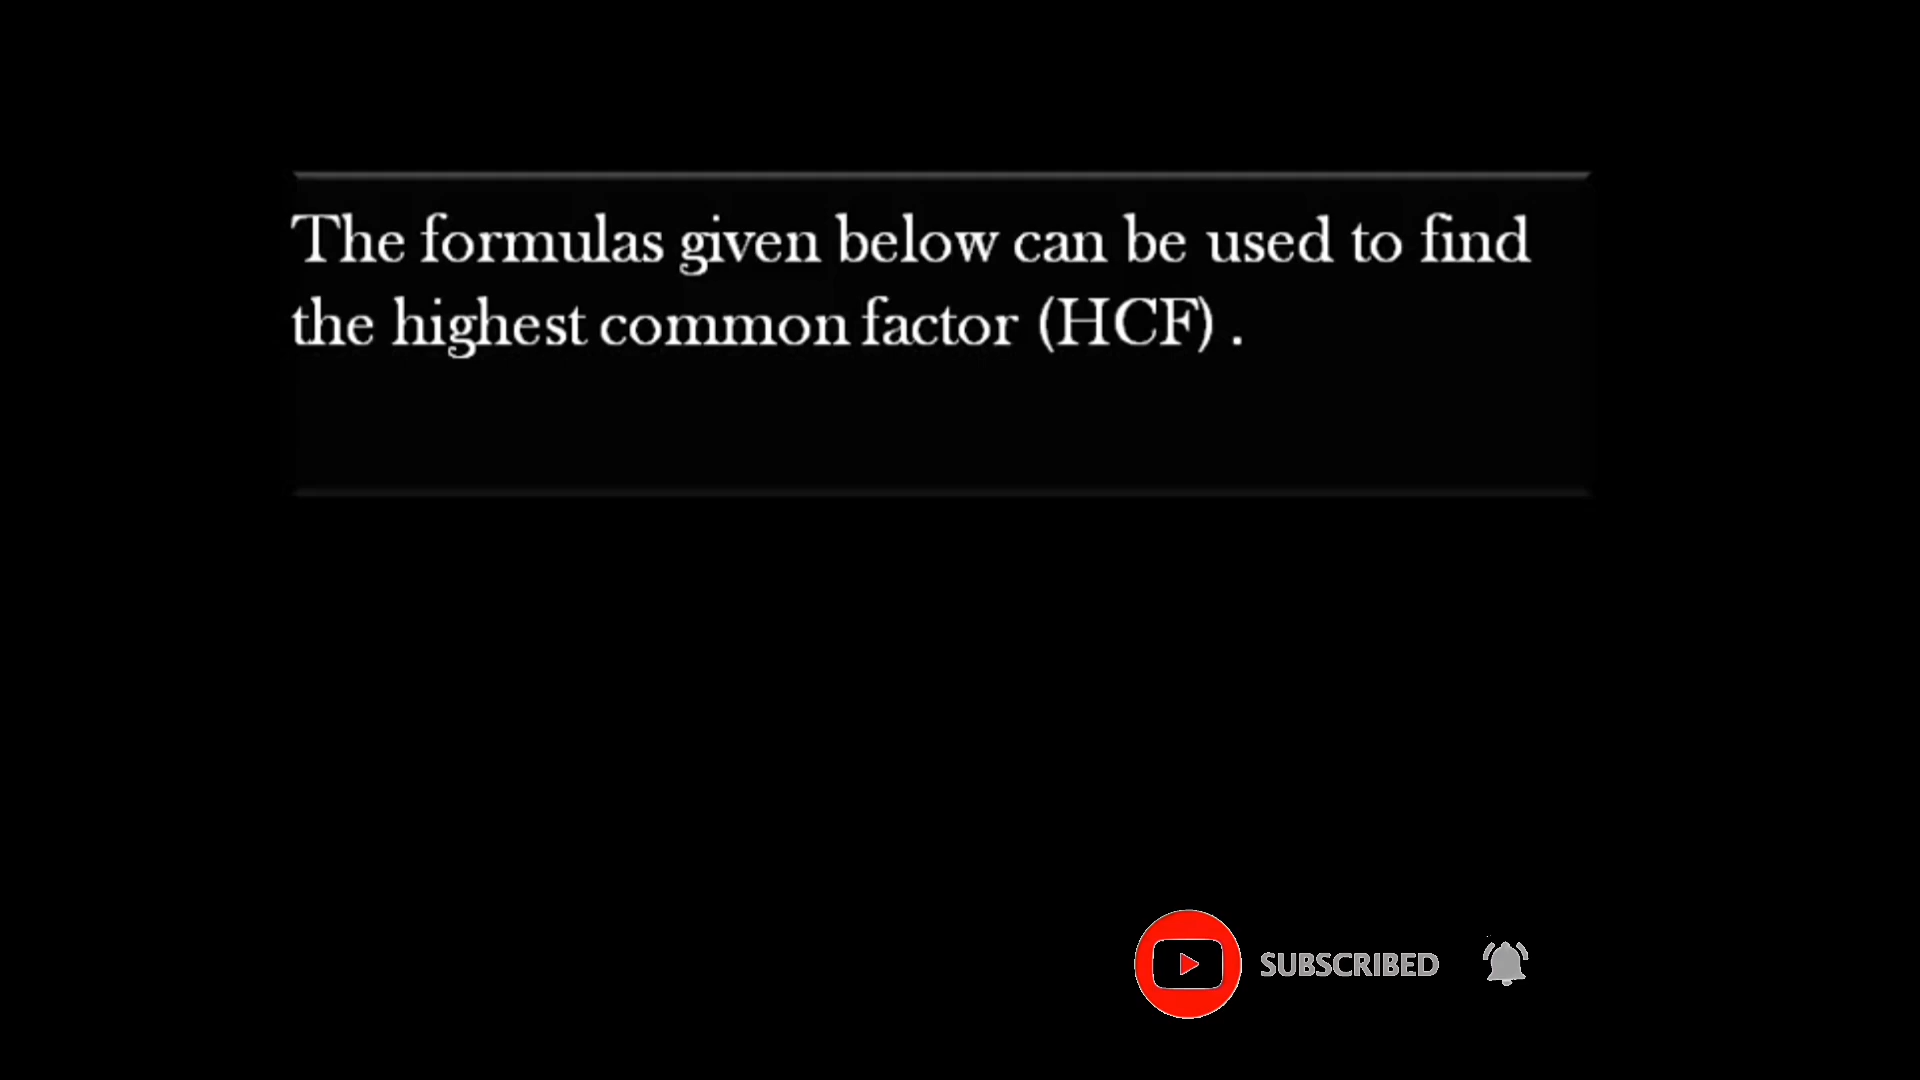 The formulas given below can be used to find
the highest common factor (HCF) .
SUBSCRIBED